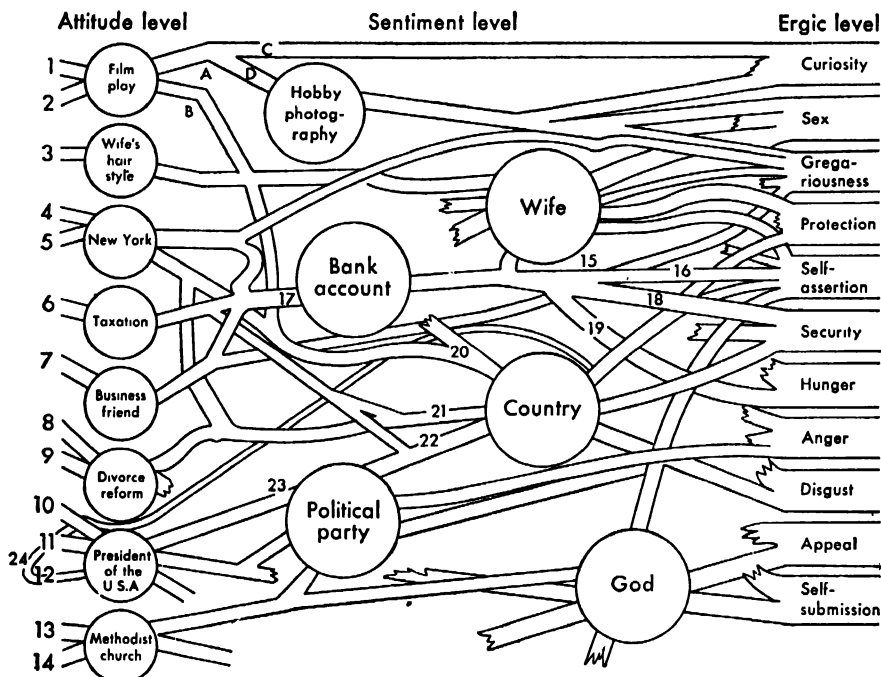 Attitude level
Sentiment level
Ergic level
1
2
3
4
5
6
7
8
9
10
11
24
12
13
14
Film
play
Wife's
hair
style
New York
Taxation
Business
friend
Divorce
reform
President
of the
U S.A
Methodist
church
A
B
C
D
Hobby
photog-
raphy
Wife
Bank
account
Country
Political
party
God
15
16
17
18
19
20
21
22
23
Curiosity
Sex
Grega-
riousness
Protection
Self-
assertion
Security
Hunger
Anger
Disgust
Appeal
Self-
submission